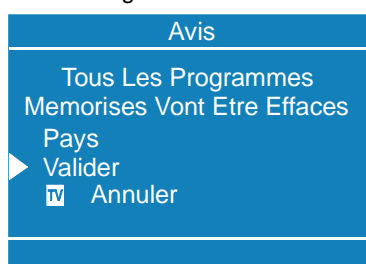 Avis
Tous Les Programmes
Memorises Vont Etre Effaces
Pays
Valider
TV Annuler